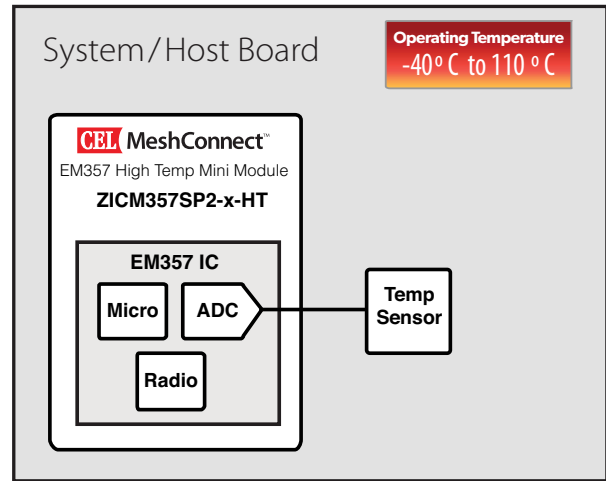 System/Host Board
Operating Temperature
-40º C to 110 º C
CEL MeshConnect™
EM357 High Temp Mini Module
ZICM357SP2-x-HT
EM357 IC
Micro
ADC
Temp
Sensor
Radio